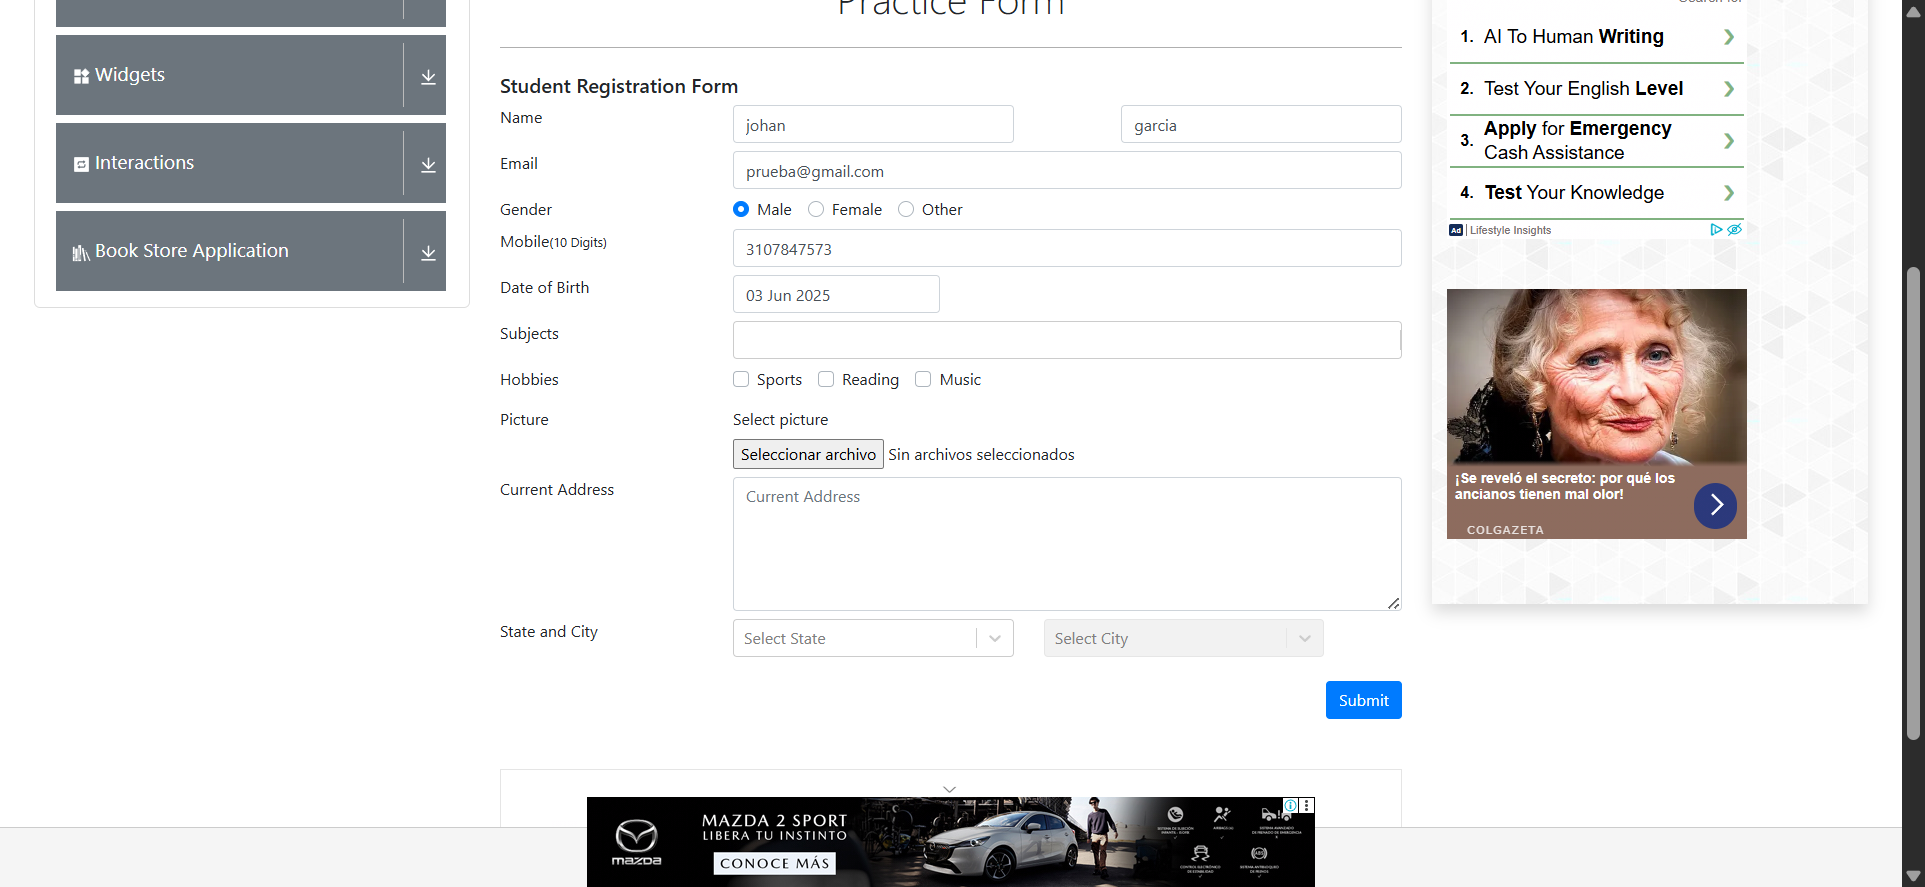 Practice Form
Widgets
Interactions
Book Store Application
Student Registration Form
Name
johan
garcia
Email
prueba@gmail.com
Gender
Male
Female
Other
Mobile(10 Digits)
3107847573
Date of Birth
03 Jun 2025
Subjects
Hobbies
Sports
Reading
Music
Picture
Select picture
Seleccionar archivo Sin archivos seleccionados
Current Address
Current Address
State and City
Select State
Select City
Submit
Search for
1. AI To Human Writing
2. Test Your English Level
3. Apply for Emergency
Cash Assistance
4. Test Your Knowledge
Ad Lifestyle Insights
¡Se reveló el secreto: por qué los
ancianos tienen mal olor!
COLGAZETA
mazda
MAZDA 2 SPORT
LIBERA TU INSTINTO
CONOCE MÁS